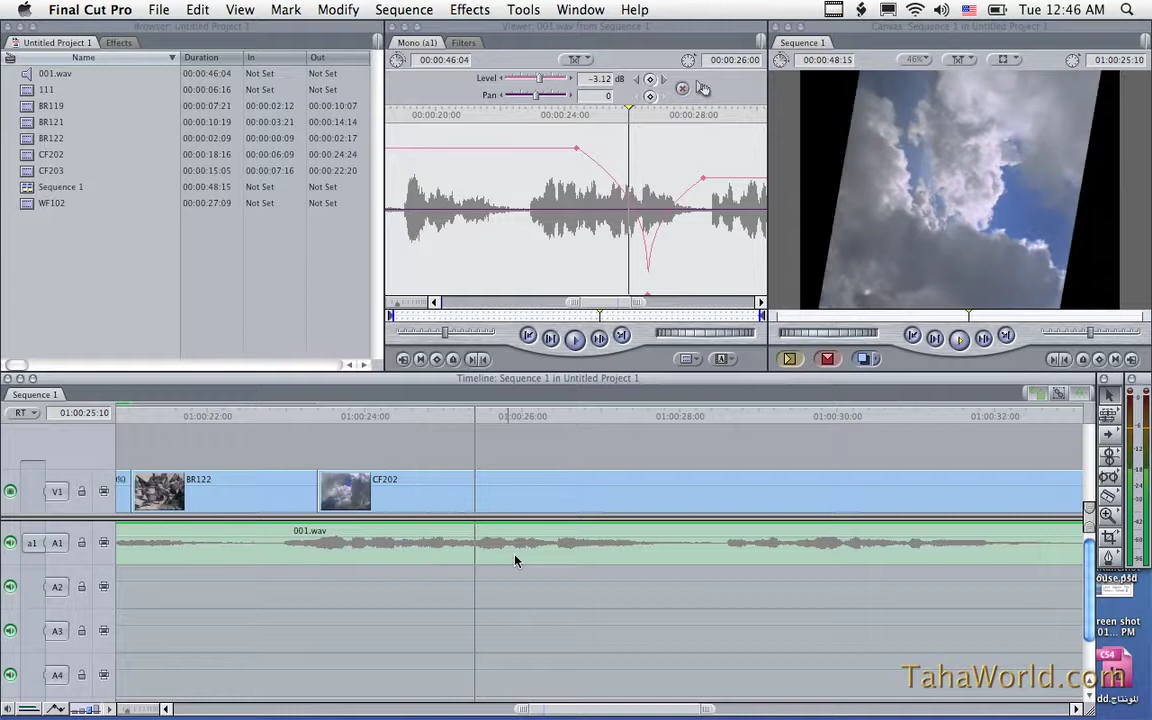 Final Cut Pro File Edit View Mark Modify Sequence Effects Tools Window Help Tue 12:46 AM
Browser: Untitled Project 1
Untitled Project 1 Effects
Name Duration In Out
001.wav 00:00:46:04 Not Set Not Set
111 00:00:06:16 Not Set Not Set
BR119 00:00:07:21 00:00:02:12 00:00:10:07
BR121 00:00:10:19 00:00:03:21 00:00:14:14
BR122 00:00:02:09 00:00:00:09 00:00:02:17
CF202 00:00:18:16 00:00:06:09 00:00:24:24
CF203 00:00:15:05 00:00:07:16 00:00:22:20
Sequence 1 00:00:48:15 Not Set Not Set
WF102 00:00:27:09 Not Set Not Set
Viewer: 001.wav from Sequence 1
Mono (a1) Filters
00:00:46:04 00:00:26:00
Level -3.12 dB
Pan 0
00:00:20:00 00:00:24:00 00:00:28:00
Canvas: Sequence 1 in Untitled Project 1
Sequence 1
00:00:48:15 46% 01:00:25:10
Timeline: Sequence 1 in Untitled Project 1
Sequence 1
RT 01:00:25:10 01:00:22:00 01:00:24:00 01:00:26:00 01:00:28:00 01:00:30:00 01:00:32:00
V1 BR122 CF202
a1 A1 001.wav
A2
A3
A4
0
-6
-12
-18
-24
-30
ouse.psd
reen shot
01... PM
CS4
dd.المونتاج
TahaWorld.com